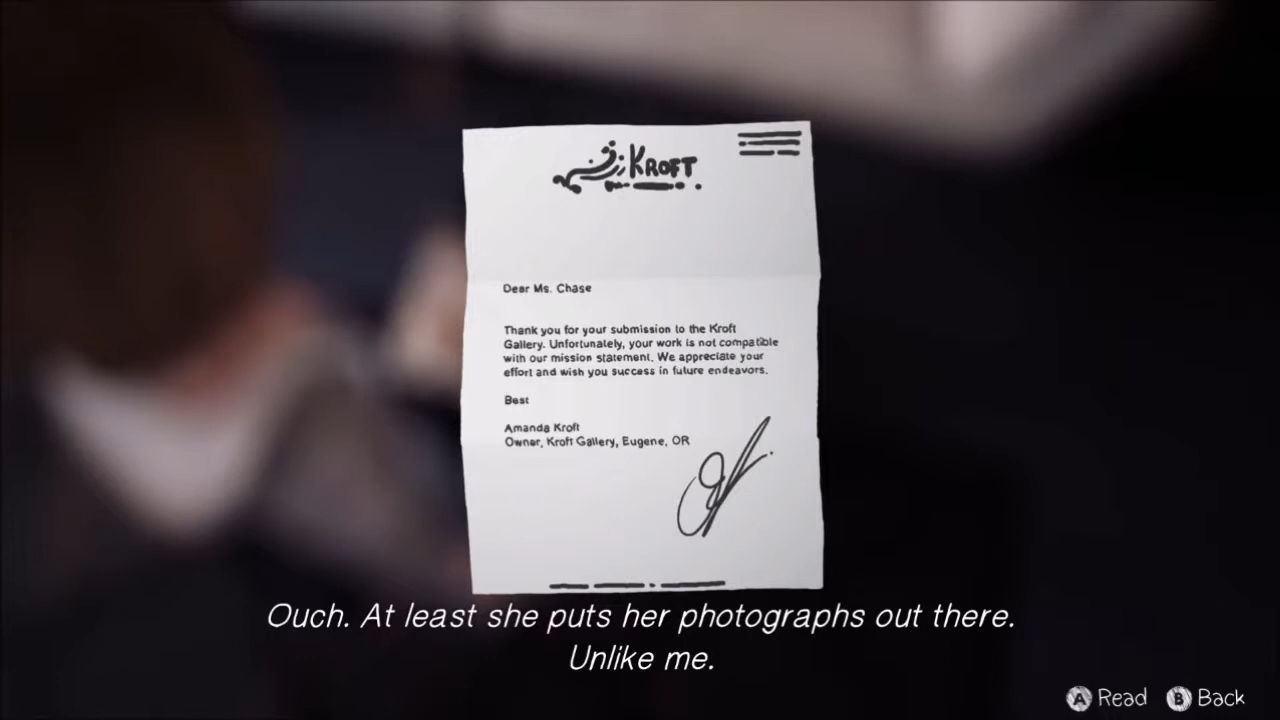 KROFT
Dear Ms. Chase
Thank you for your submission to the Kroft
Gallery. Unfortunately, your work is not compatible
with our mission statement. We appreciate your
effort and wish you success in future endeavors.
Best
Amanda Kroft
Owner, Kroft Gallery, Eugene, OR
Ouch. At least she puts her photographs out there.
Unlike me.
A Read B Back